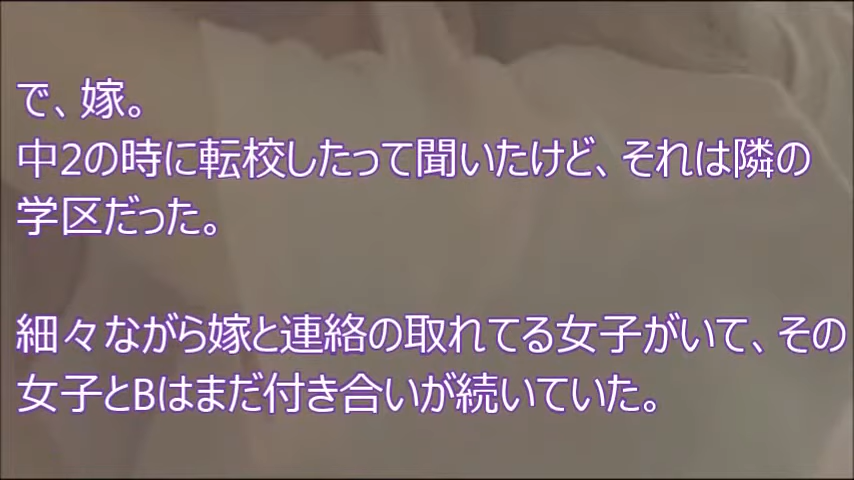 で、嫁。
中2の時に転校したって聞いたけど、それは隣の
学区だった。
細々ながら嫁と連絡の取れてる女子がいて、その
女子とBはまだ付き合いが続いていた。